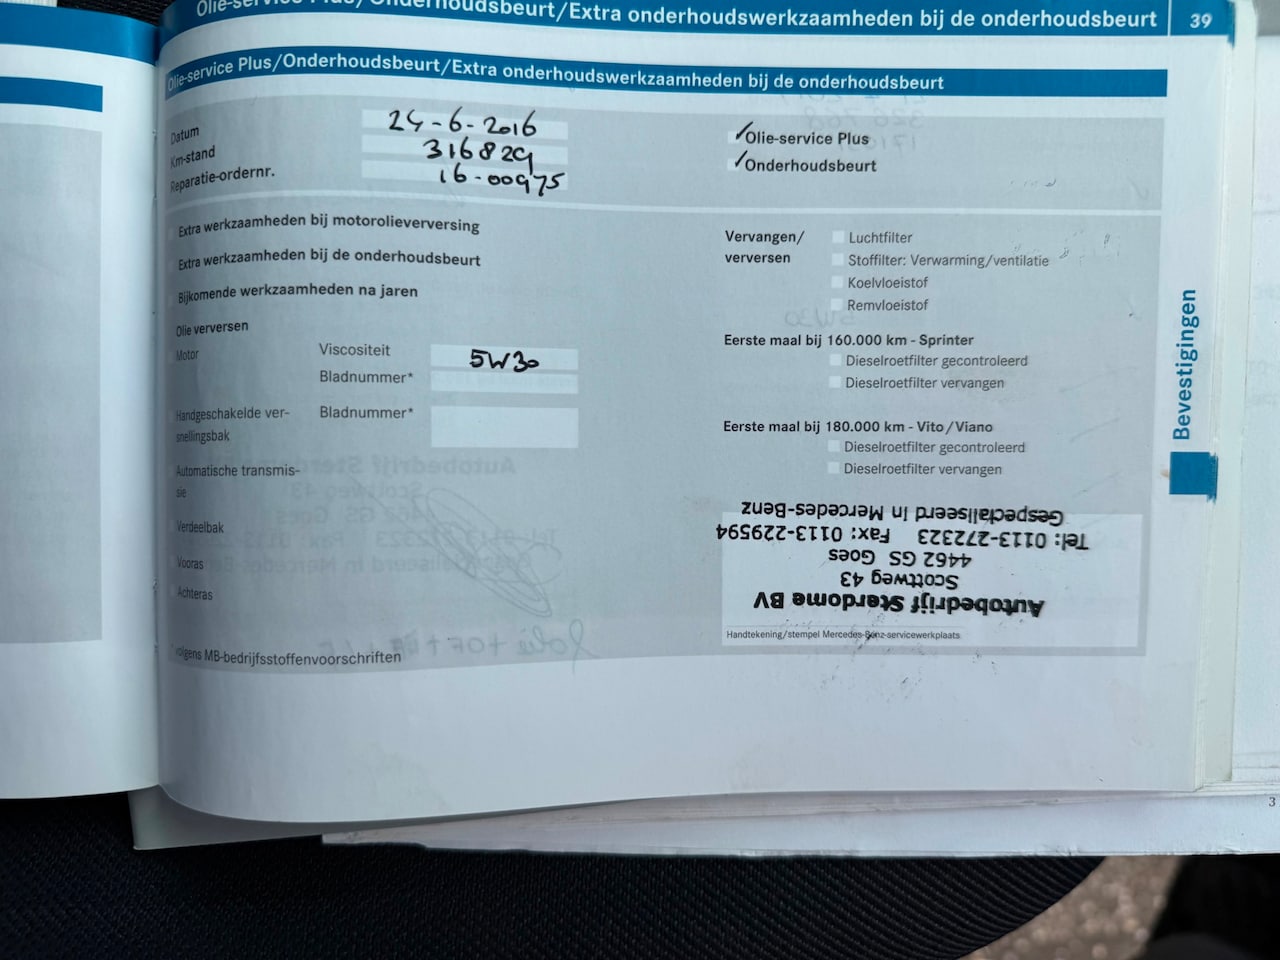 Olie-service Plus/Onderhoudsbeurt/Extra onderhoudswerkzaamheden bij de onderhoudsbeurt 39
Olie-service Plus/Onderhoudsbeurt/Extra onderhoudswerkzaamheden bij de onderhoudsbeurt
Datum 24-6-2016
Km-stand 316829
Reparatie-ordernr. 16-00975
✓Olie-service Plus
✓Onderhoudsbeurt
Extra werkzaamheden bij motorolieverversing
Extra werkzaamheden bij de onderhoudsbeurt
Bijkomende werkzaamheden na jaren
Olie verversen
Motor Viscositeit 5W30
Bladnummer*
Handgeschakelde ver- Bladnummer*
snellingsbak
Automatische transmis-
sie
Verdeelbak
Vooras
Achteras
* volgens MB-bedrijfsstoffenvoorschriften
Vervangen/ Luchtfilter
verversen Stoffilter: Verwarming/ventilatie
Koelvloeistof
Remvloeistof
Eerste maal bij 160.000 km - Sprinter
Dieselroetfilter gecontroleerd
Dieselroetfilter vervangen
Eerste maal bij 180.000 km - Vito/Viano
Dieselroetfilter gecontroleerd
Dieselroetfilter vervangen
Autobedrijf Sterdome BV
Scottweg 43
4462 GS Goes
Tel: 0113-272323 Fax: 0113-229594
Gespecialiseerd in Mercedes-Benz
Handtekening/stempel Mercedes-Benz-servicewerkplaats
Bevestigingen
3